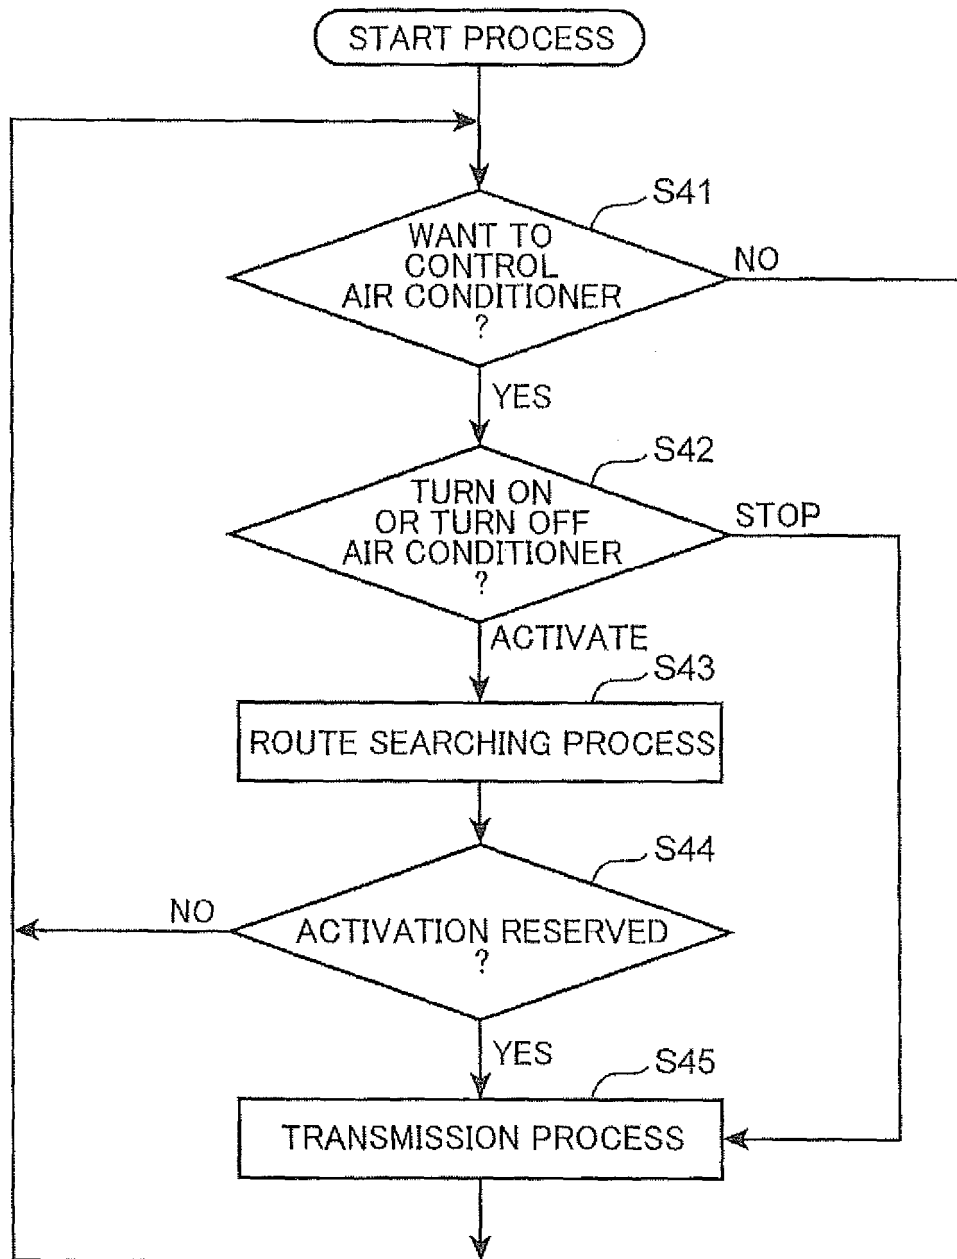 START PROCESS
S41
WANT TO
CONTROL
AIR CONDITIONER
?
NO
YES
S42
TURN ON
OR TURN OFF
AIR CONDITIONER
?
STOP
ACTIVATE
S43
ROUTE SEARCHING PROCESS
S44
NO
ACTIVATION RESERVED
?
YES
S45
TRANSMISSION PROCESS